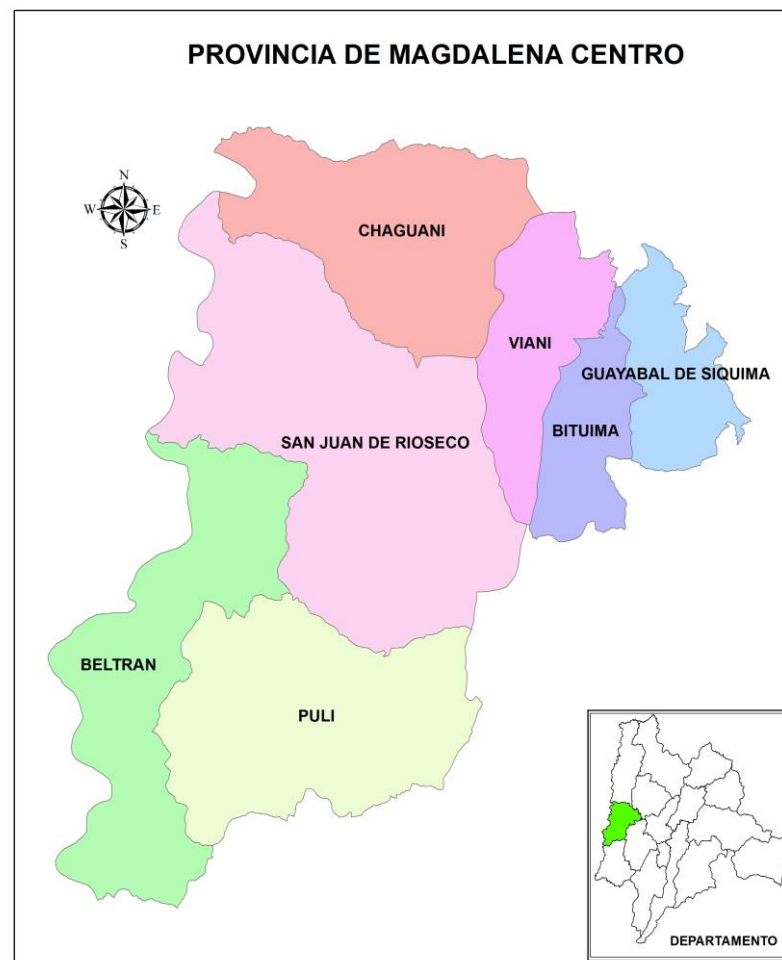 PROVINCIA DE MAGDALENA CENTRO
N
W E
S
CHAGUANI
VIANI
GUAYABAL DE SIQUIMA
BITUIMA
SAN JUAN DE RIOSECO
BELTRAN
PULI
DEPARTAMENTO